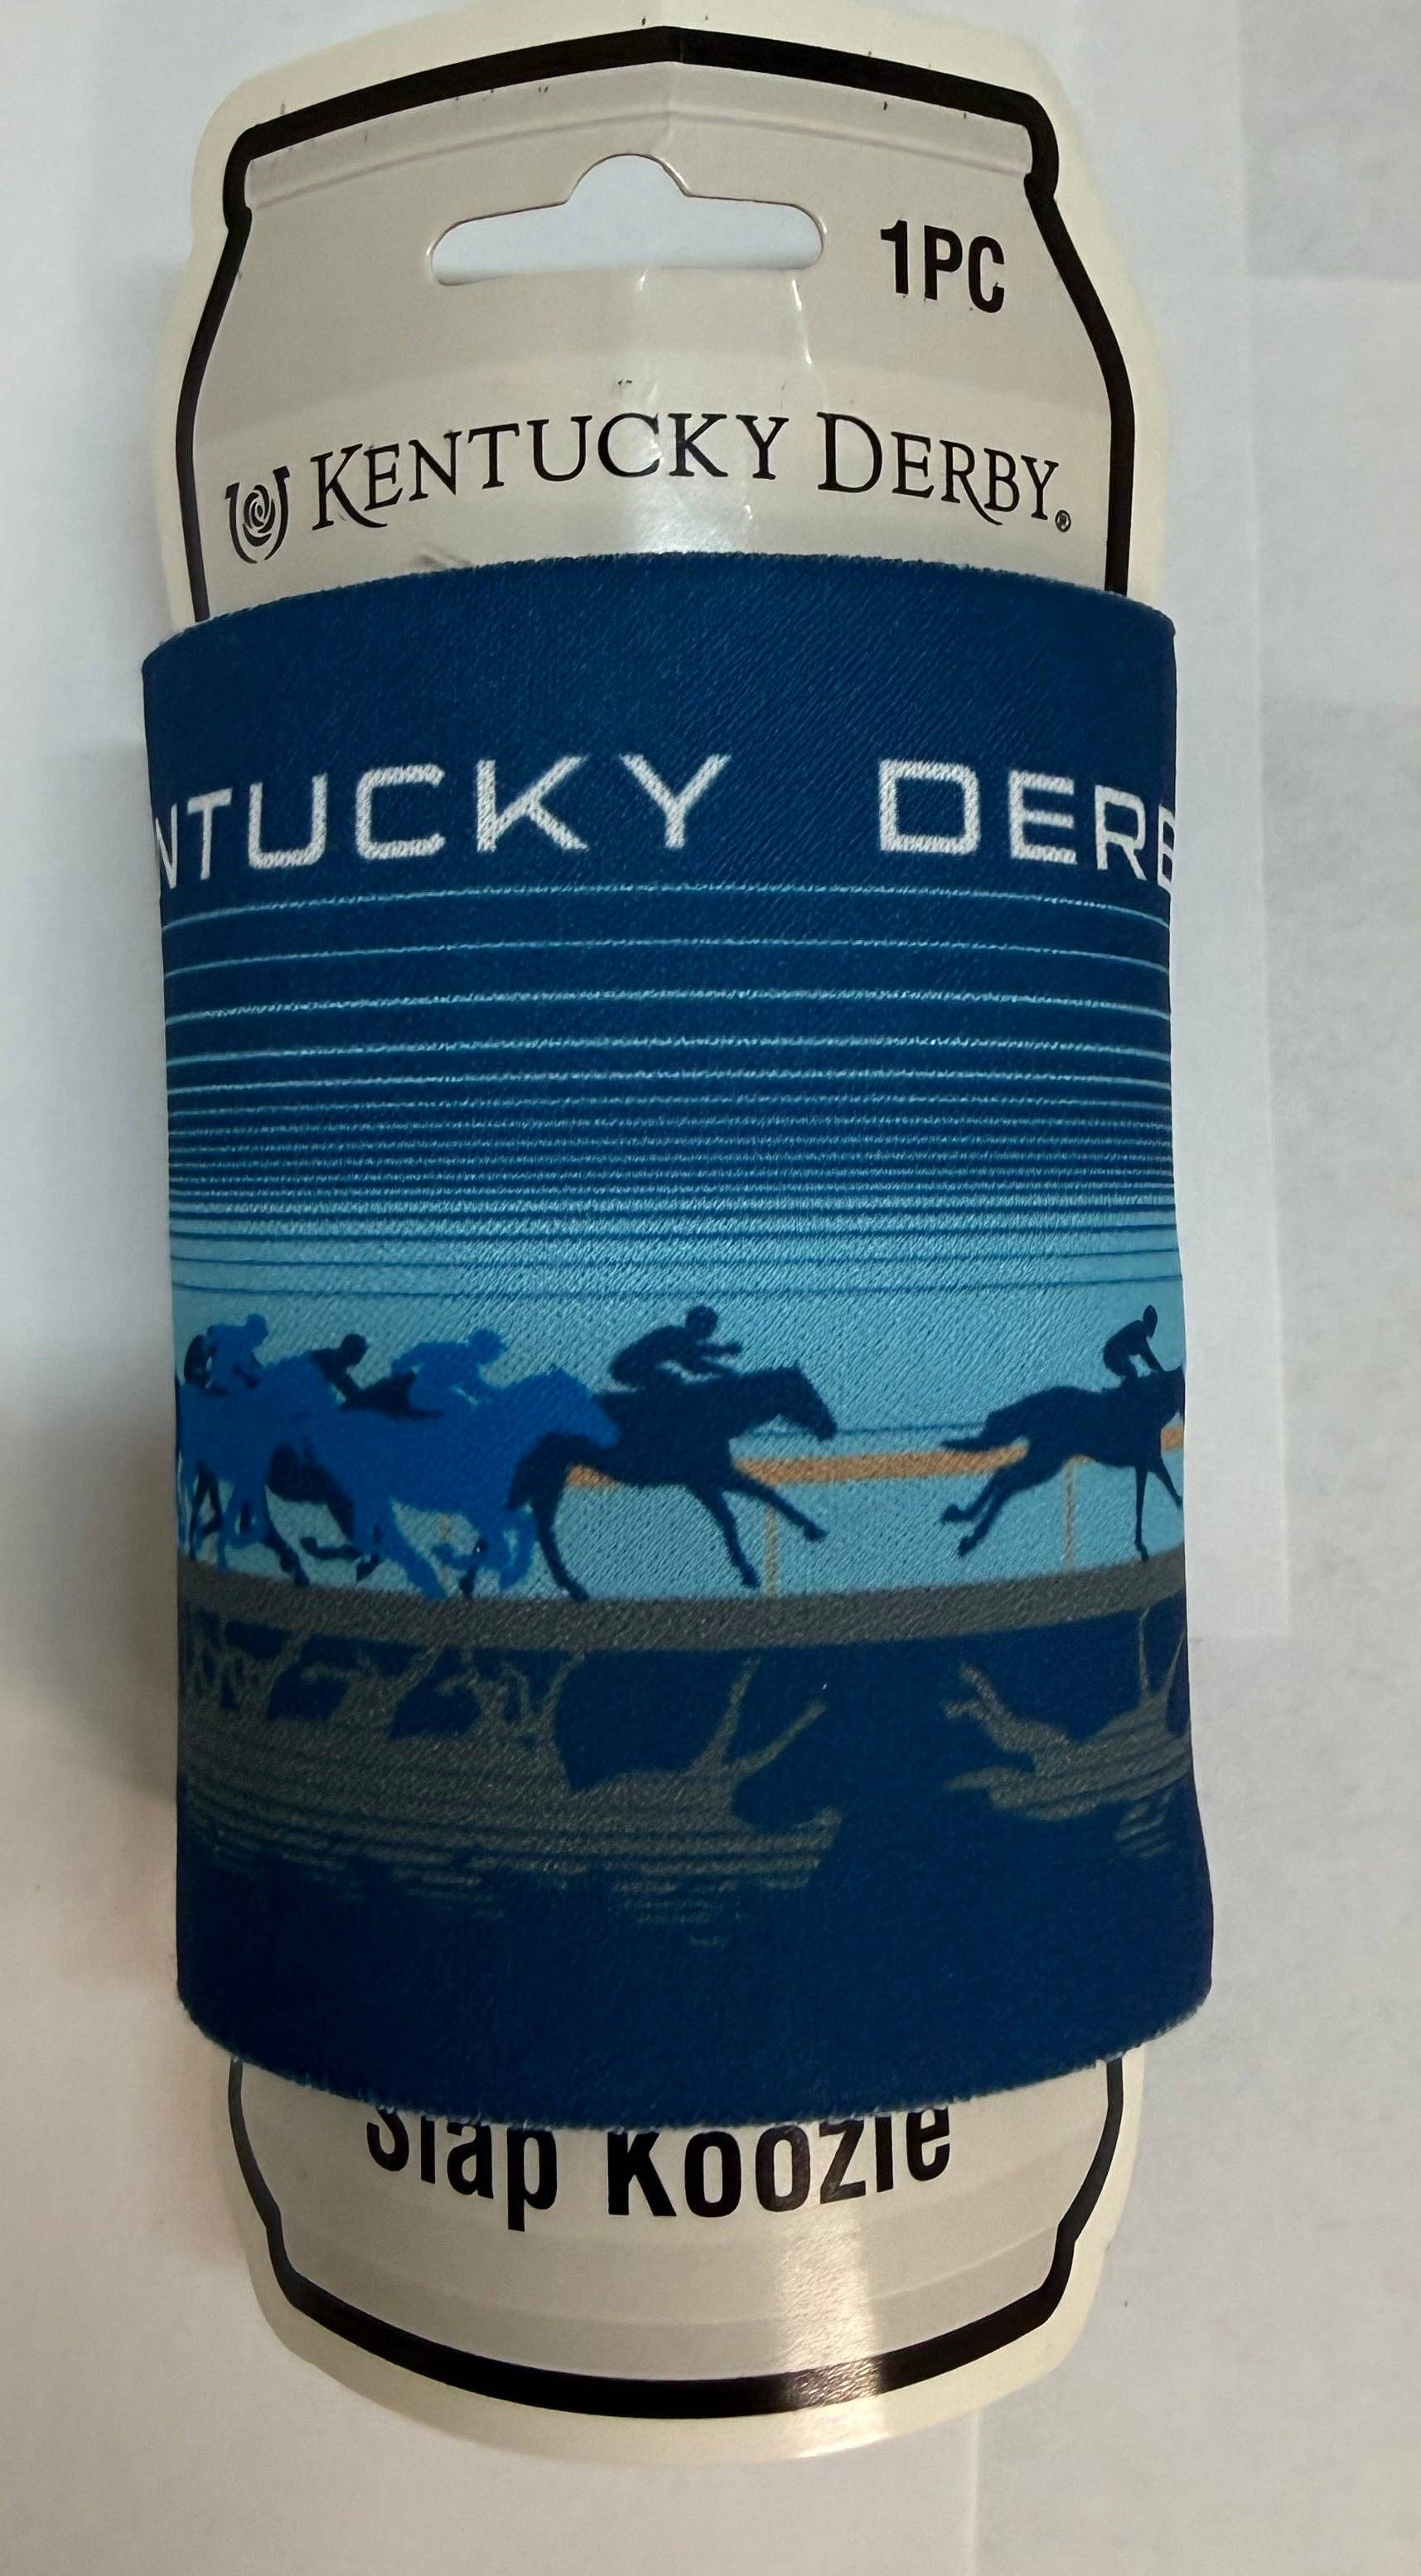 1PC
KENTUCKY DERBY®
NTUCKY DERB
Slap Koozie